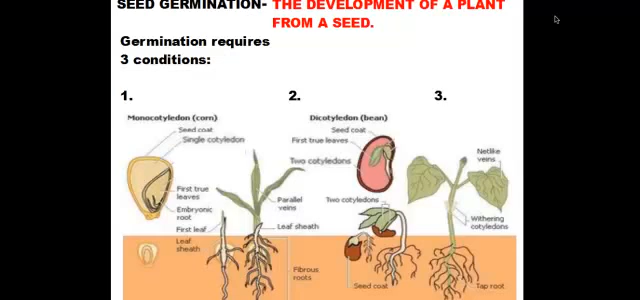 SEED GERMINATION- THE DEVELOPMENT OF A PLANT
FROM A SEED.
Germination requires
3 conditions:
1. 2. 3.
Monocotyledon (corn)
Seed coat
Single cotyledon
First true
leaves
Embryonic
root
First leaf
Leaf
sheath
Parallel
veins
Leaf sheath
Fibrous
roots
Dicotyledon (bean)
Seed coat
First true leaves
Two cotyledons
Two cotyledons
Seed coat
Netlike
veins
Withering
cotyledons
Tap root